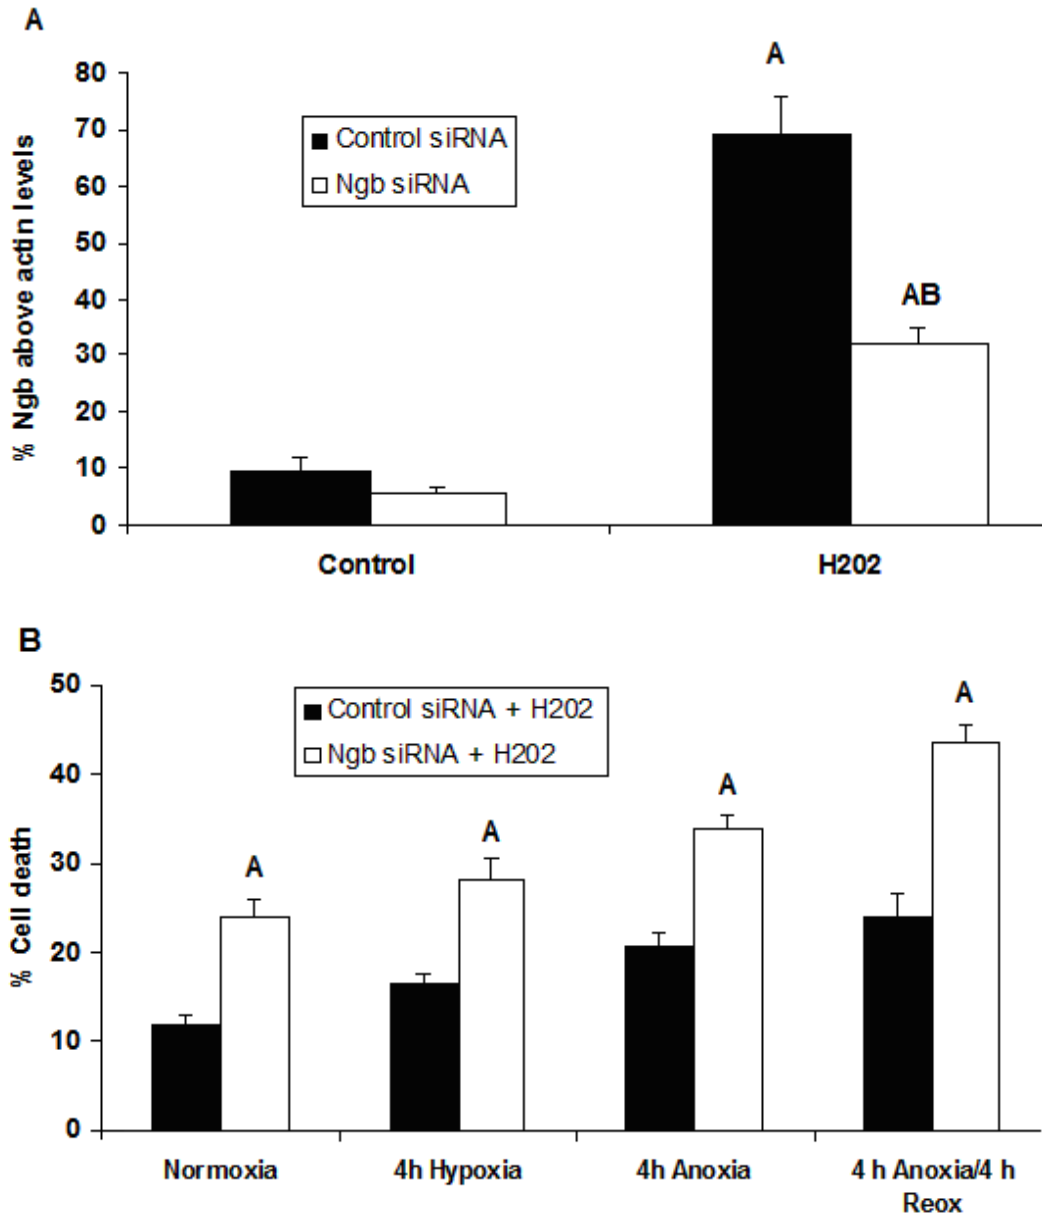 A
A
80
Control siRNA
70
Ngb siRNA
60
50
AB
40
30
20
10
0
% Ngb above actin levels
Control H202
B
50
A
Control siRNA + H202
Ngb siRNA + H202
40
A
A
30
A
20
10
0
% Cell death
Normoxia 4h Hypoxia 4h Anoxia 4 h Anoxia/4 h
Reox